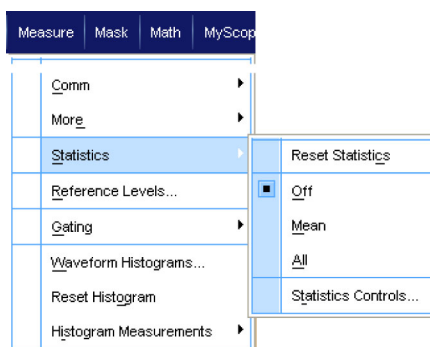 Measure Mask Math MyScop
Comm
More
Statistics
Reference Levels...
Gating
Waveform Histograms...
Reset Histogram
Histogram Measurements
Reset Statistics
Off
Mean
All
Statistics Controls...